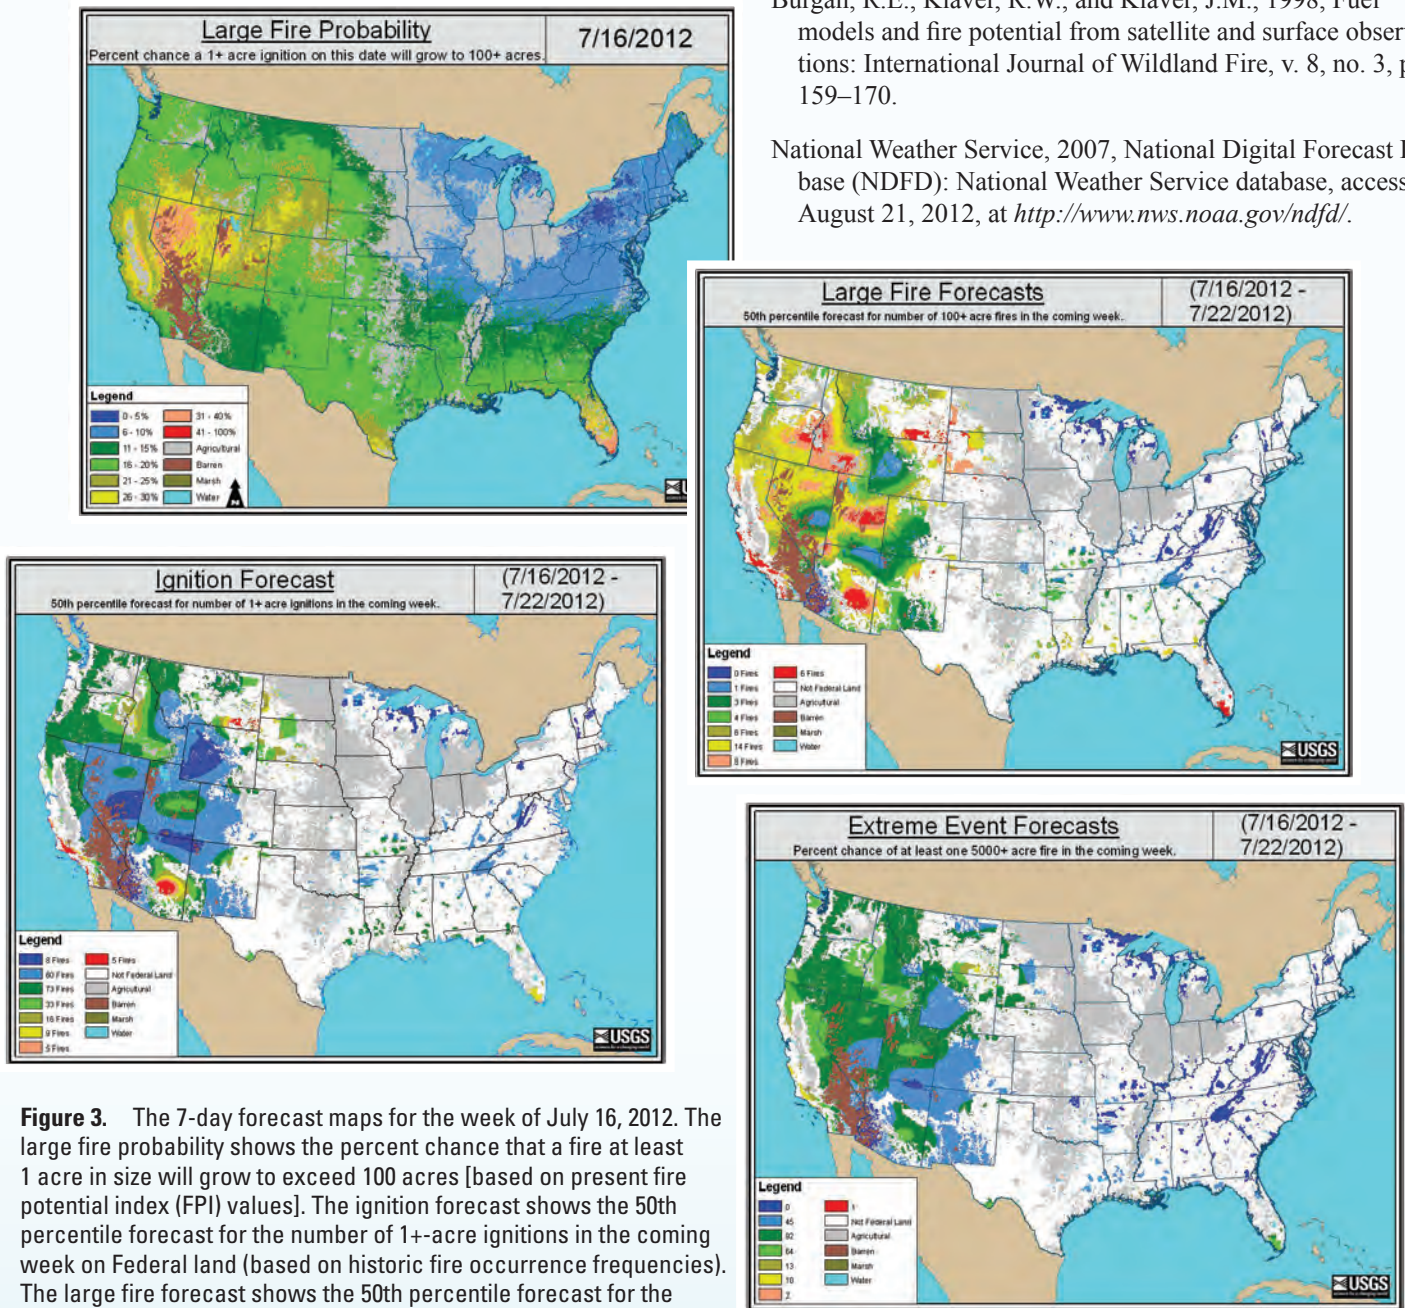 Large Fire Probability
Percent chance a 1+ acre ignition on this date will grow to 100+ acres.
7/16/2012
Legend
0 - 5%
6 - 10%
11 - 15%
16 - 20%
21 - 25%
26 - 30%
31 - 40%
41 - 100%
Agricultural
Barren
Marsh
Water
N
Burgan, R.E., Klaver, R.W., and Klaver, J.M., 1998, Fuel
models and fire potential from satellite and surface observ
tions: International Journal of Wildland Fire, v. 8, no. 3, p
159–170.
National Weather Service, 2007, National Digital Forecast
base (NDFD): National Weather Service database, access
August 21, 2012, at http://www.nws.noaa.gov/ndfd/.
Large Fire Forecasts
50th percentile forecast for number of 100+ acre fires in the coming week.
(7/16/2012 -
7/22/2012)
Legend
0 Fires
1 Fires
3 Fires
4 Fires
14 Fires
8 Fires
6 Fires
Not Federal Land
Agricultural
Barren
Marsh
Water
USGS
Ignition Forecast
50th percentile forecast for number of 1+ acre ignitions in the coming week.
(7/16/2012 -
7/22/2012)
Legend
8 Fires
60 Fires
73 Fires
33 Fires
16 Fires
9 Fires
5 Fires
5 Fires
Not Federal Land
Agricultural
Barren
Marsh
Water
USGS
Extreme Event Forecasts
Percent chance of at least one 5000+ acre fire in the coming week.
(7/16/2012 -
7/22/2012)
Legend
0
45
92
64
13
10
2
1
Not Federal Land
Agricultural
Barren
Marsh
Water
USGS
Figure 3. The 7-day forecast maps for the week of July 16, 2012. The
large fire probability shows the percent chance that a fire at least
1 acre in size will grow to exceed 100 acres [based on present fire
potential index (FPI) values]. The ignition forecast shows the 50th
percentile forecast for the number of 1+-acre ignitions in the coming
week on Federal land (based on historic fire occurrence frequencies).
The large fire forecast shows the 50th percentile forecast for the